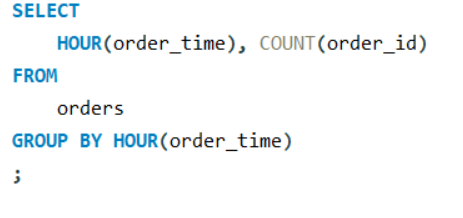 SELECT
    HOUR(order_time), COUNT(order_id)
FROM
    orders
GROUP BY HOUR(order_time)
;